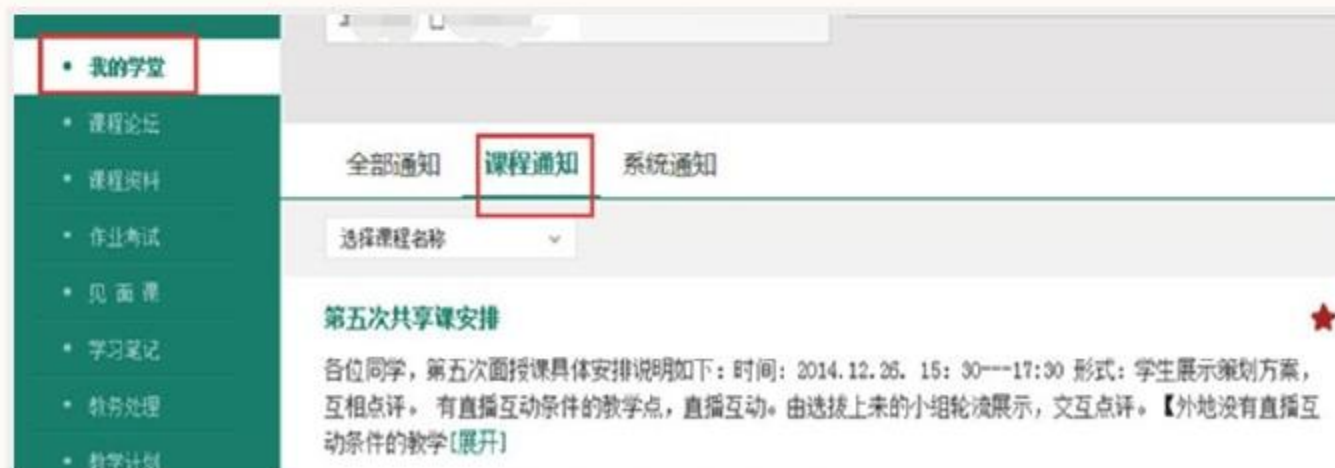 • 我的学堂
• 课程论坛
• 课程资料
• 作业考试
• 见面课
• 学习笔记
• 教务处理
• 教学计划
全部通知 课程通知 系统通知
选择课程名称
第五次共享课安排
各位同学，第五次面授课具体安排说明如下：时间：2014.12.26. 15：30---17:30 形式：学生展示策划方案，
互相点评。 有直播互动条件的教学点，直播互动。由选拔上来的小组轮流展示，交互点评。【外地没有直播互
动条件的教学[展开]